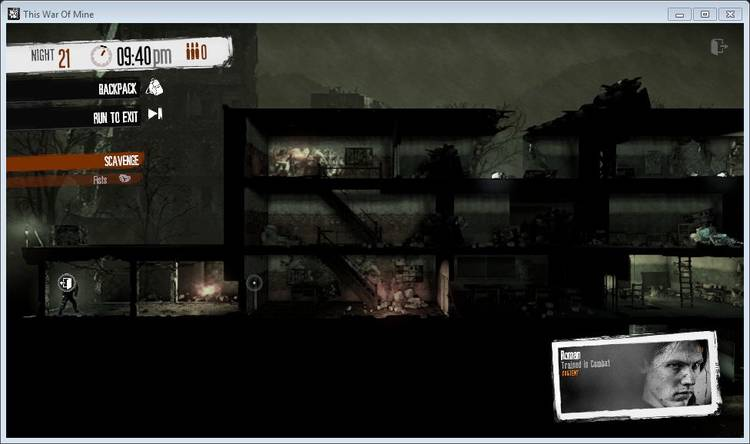 This War Of Mine
NIGHT 21 09:40pm 0
BACKPACK
RUN TO EXIT
SCAVENGE
Fists
Roman
Trained in Combat
CONTENT